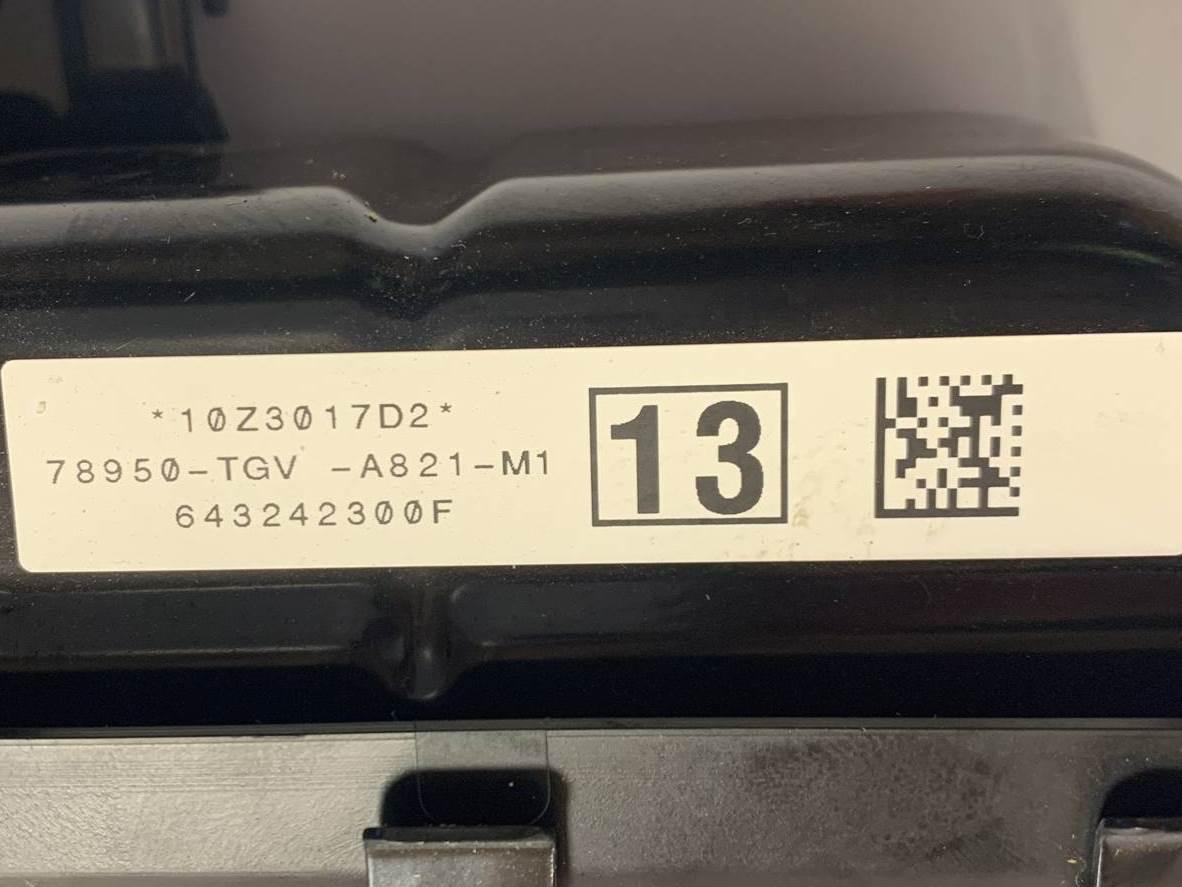 *10Z3017D2*
78950-TGV -A821-M1
643242300F
13